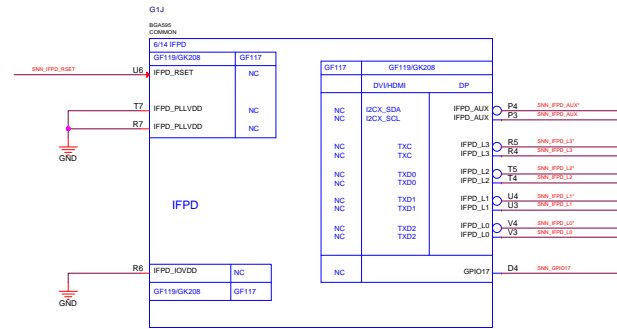 G1J
BGA595
COMMON
6/14 IFPD
GF119/GK208 GF117
SNN_IFPD_RSET U6 IFPD_RSET NC
T7 IFPD_PLLVDD NC
R7 IFPD_PLLVDD NC
GND
IFPD
R6 IFPD_IOVDD NC
GF119/GK208 GF117
GND
GF117 GF119/GK208
DVI/HDMI DP
NC I2CX_SDA IFPD_AUX P4 SNN_IFPD_AUX*
NC I2CX_SCL IFPD_AUX P3 SNN_IFPD_AUX
NC TXC IFPD_L3 R5 SNN_IFPD_L3*
NC TXC IFPD_L3 R4 SNN_IFPD_L3
NC TXD0 IFPD_L2 T5 SNN_IFPD_L2*
NC TXD0 IFPD_L2 T4 SNN_IFPD_L2
NC TXD1 IFPD_L1 U4 SNN_IFPD_L1*
NC TXD1 IFPD_L1 U3 SNN_IFPD_L1
NC TXD2 IFPD_L0 V4 SNN_IFPD_L0*
NC TXD2 IFPD_L0 V3 SNN_IFPD_L0
NC GPIO17 D4 SNN_GPIO17